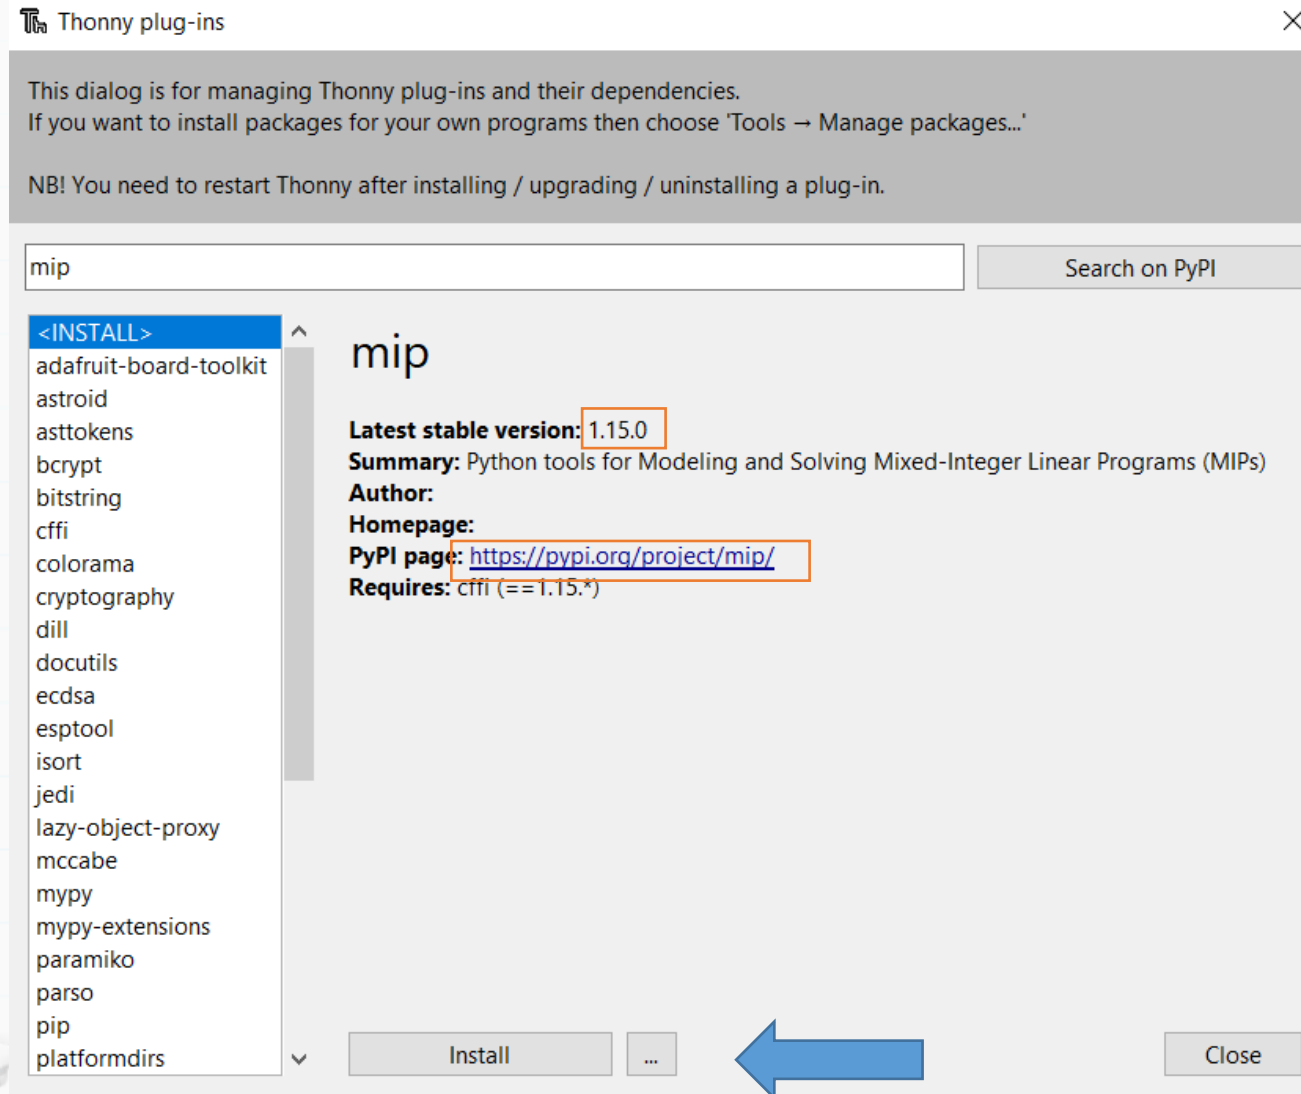 Thonny plug-ins
This dialog is for managing Thonny plug-ins and their dependencies.
If you want to install packages for your own programs then choose 'Tools → Manage packages...'
NB! You need to restart Thonny after installing / upgrading / uninstalling a plug-in.
mip
Search on PyPI
<INSTALL>
adafruit-board-toolkit
astroid
asttokens
bcrypt
bitstring
cffi
colorama
cryptography
dill
docutils
ecdsa
esptool
isort
jedi
lazy-object-proxy
mccabe
mypy
mypy-extensions
paramiko
parso
pip
platformdirs
mip
Latest stable version: 1.15.0
Summary: Python tools for Modeling and Solving Mixed-Integer Linear Programs (MIPs)
Author:
Homepage:
PyPI page: https://pypi.org/project/mip/
Requires: cffi (==1.15.*)
Install
...
Close